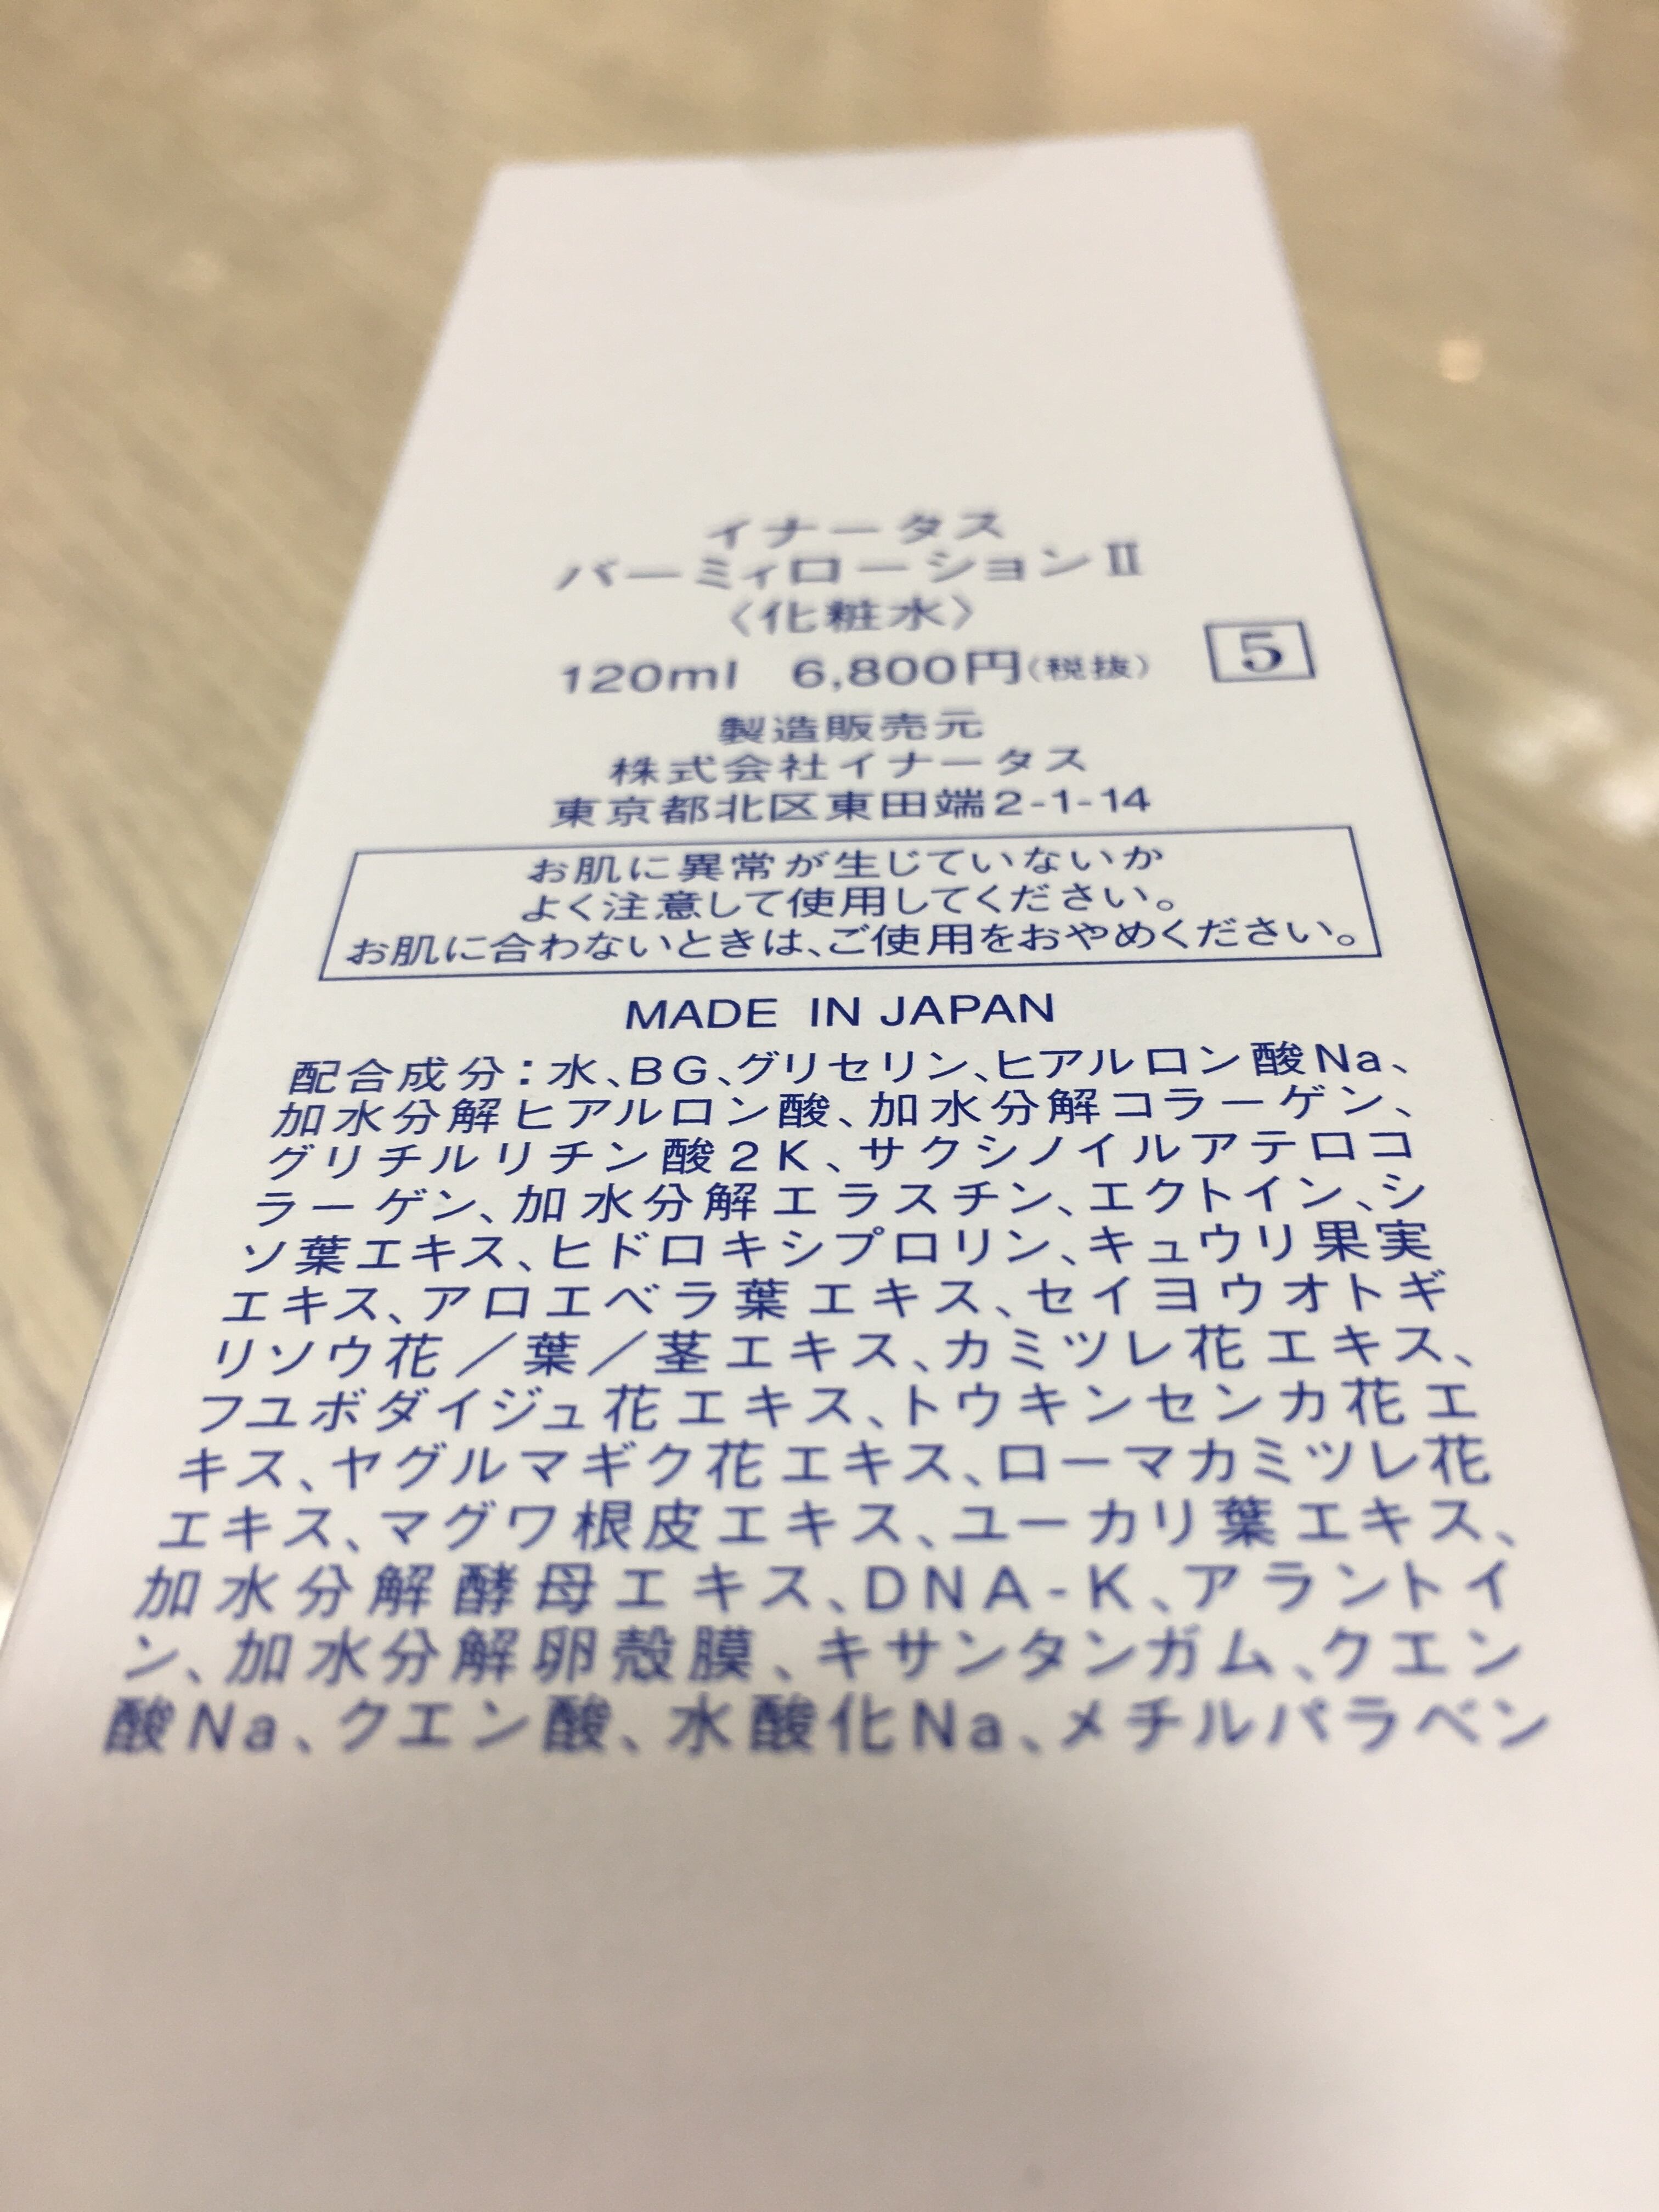 イナータス
バーミィローションⅡ
〈化粧水〉
120ml 6,800円(税抜) 5
製造販売元
株式会社イナータス
東京都北区東田端2-1-14
お肌に異常が生じていないか
よく注意して使用してください。
お肌に合わないときは、ご使用をおやめください。
MADE IN JAPAN
配合成分：水、BG、グリセリン、ヒアルロン酸Na、
加水分解ヒアルロン酸、加水分解コラーゲン、
グリチルリチン酸2K、サクシノイルアテロコ
ラーゲン、加水分解エラスチン、エクトイン、シ
ソ葉エキス、ヒドロキシプロリン、キュウリ果実
エキス、アロエベラ葉エキス、セイヨウオトギ
リソウ花／葉／茎エキス、カミツレ花エキス、
フユボダイジュ花エキス、トウキンセンカ花エ
キス、ヤグルマギク花エキス、ローマカミツレ花
エキス、マグワ根皮エキス、ユーカリ葉エキス、
加水分解酵母エキス、DNA-K、アラントイ
ン、加水分解卵殻膜、キサンタンガム、クエン
酸Na、クエン酸、水酸化Na、メチルパラベン